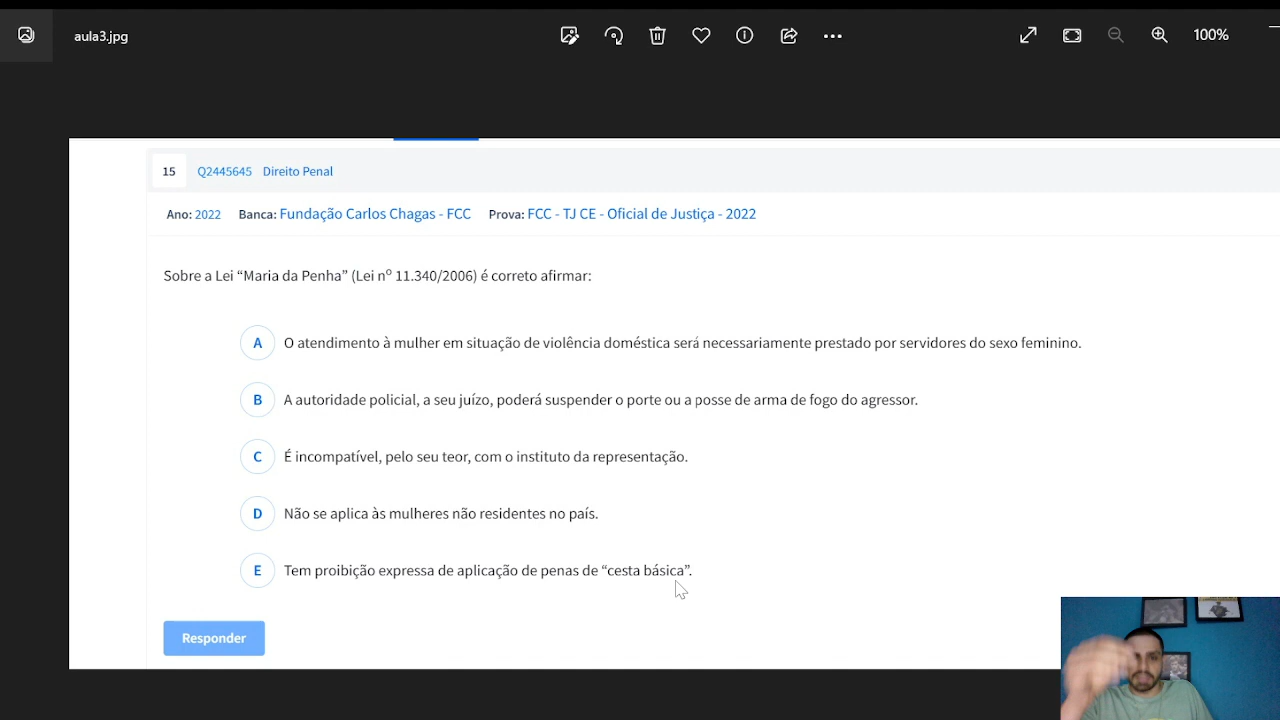 aula3.jpg
100%
15 Q2445645 Direito Penal
Ano: 2022 Banca: Fundação Carlos Chagas - FCC Prova: FCC - TJ CE - Oficial de Justiça - 2022
Sobre a Lei “Maria da Penha” (Lei nº 11.340/2006) é correto afirmar:
A O atendimento à mulher em situação de violência doméstica será necessariamente prestado por servidores do sexo feminino.
B A autoridade policial, a seu juízo, poderá suspender o porte ou a posse de arma de fogo do agressor.
C É incompatível, pelo seu teor, com o instituto da representação.
D Não se aplica às mulheres não residentes no país.
E Tem proibição expressa de aplicação de penas de “cesta básica”.
Responder